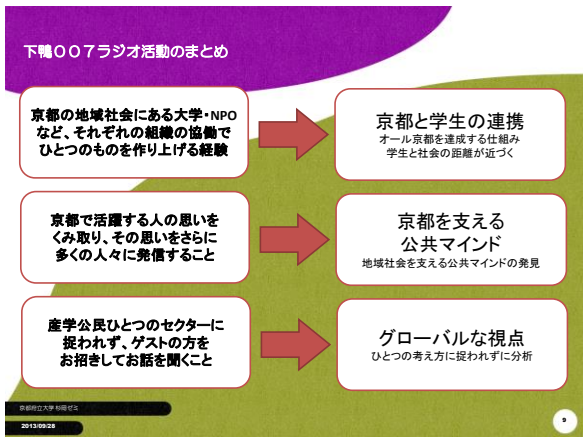 下鴨００７ラジオ活動のまとめ
京都の地域社会にある大学・NPO
など、それぞれの組織の協働で
ひとつのものを作り上げる経験
京都と学生の連携
オール京都を達成する仕組み
学生と社会の距離が近づく
京都で活躍する人の思いを
くみ取り、その思いをさらに
多くの人々に発信すること
京都を支える
公共マインド
地域社会を支える公共マインドの発見
産学公民ひとつのセクターに
捉われず、ゲストの方を
お招きしてお話を聞くこと
グローバルな視点
ひとつの考え方に捉われずに分析
京都府立大学 杉岡ゼミ
2013/09/28
9